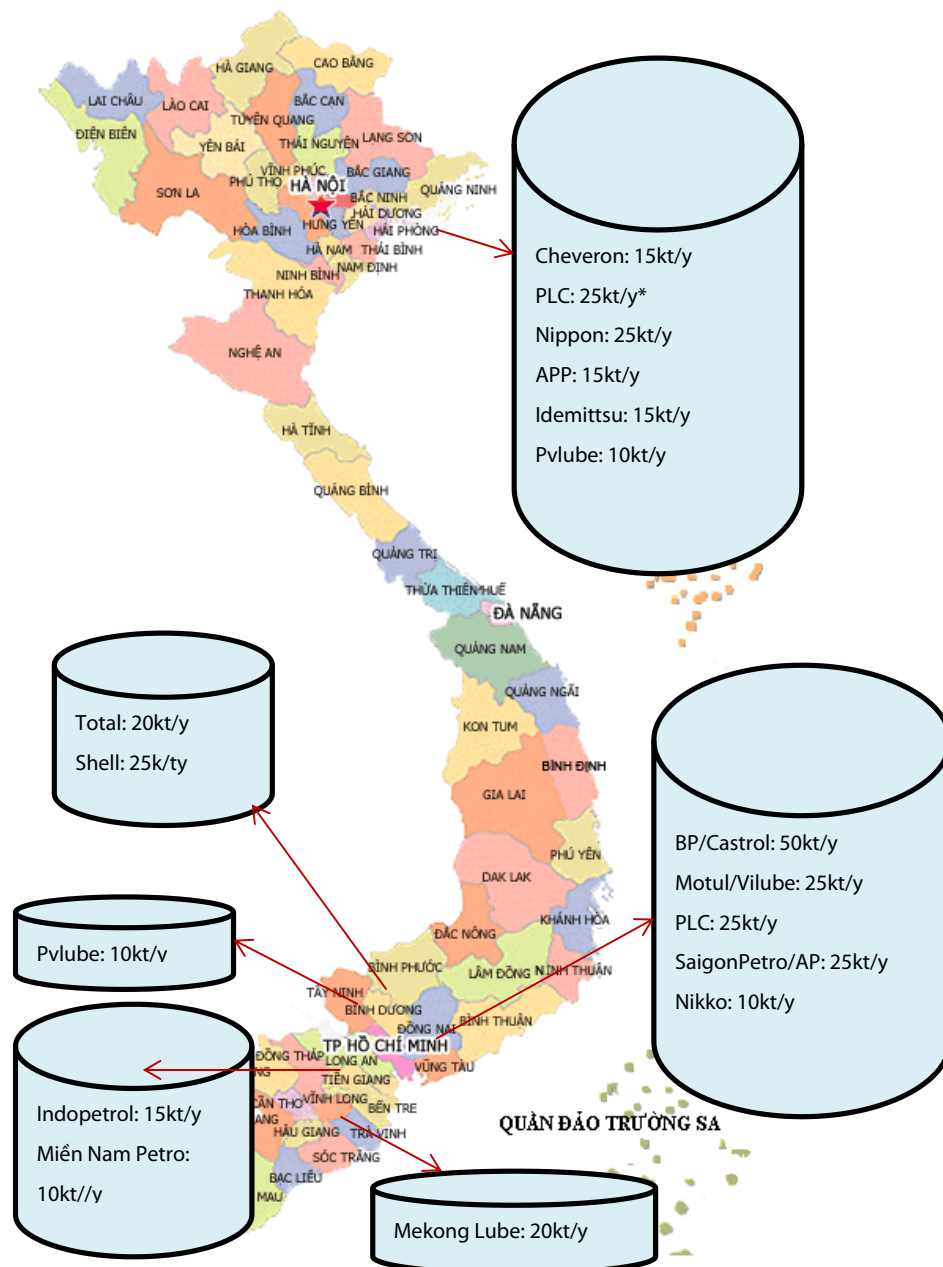 HÀ GIANG
CAO BẰNG
LAI CHÂU
LÀO CAI
BẮC CẠN
TUYÊN QUANG
ĐIỆN BIÊN
YÊN BÁI
THÁI NGUYÊN
LẠNG SƠN
VĨNH PHÚC
PHÚ THỌ
BẮC GIANG
SƠN LA
HÀ NỘI
QUẢNG NINH
BẮC NINH
HẢI DƯƠNG
HÒA BÌNH
HƯNG YÊN
HẢI PHÒNG
HÀ NAM
THÁI BÌNH
NAM ĐỊNH
NINH BÌNH
THANH HÓA
NGHỆ AN
HÀ TĨNH
QUẢNG BÌNH
QUẢNG TRỊ
THỪA THIÊN HUẾ
ĐÀ NẴNG
QUẢNG NAM
QUẢNG NGÃI
KON TUM
BÌNH ĐỊNH
GIA LAI
PHÚ YÊN
DAK LAK
KHÁNH HÒA
ĐẮC NÔNG
BÌNH PHƯỚC
LÂM ĐỒNG
NINH THUẬN
TÂY NINH
BÌNH DƯƠNG
ĐỒNG NAI
BÌNH THUẬN
TP HỒ CHÍ MINH
VŨNG TÀU
ĐỒNG THÁP
LONG AN
TIỀN GIANG
VĨNH LONG
BẾN TRE
HẬU GIANG
TRÀ VINH
SÓC TRĂNG
BẠC LIÊU
MAU
QUẦN ĐẢO TRƯỜNG SA
Cheveron: 15kt/y
PLC: 25kt/y*
Nippon: 25kt/y
APP: 15kt/y
Idemittsu: 15kt/y
Pvlube: 10kt/y
Total: 20kt/y
Shell: 25k/ty
BP/Castrol: 50kt/y
Motul/Vilube: 25kt/y
PLC: 25kt/y
SaigonPetro/AP: 25kt/y
Nikko: 10kt/y
Pvlube: 10kt/y
Indopetrol: 15kt/y
Miền Nam Petro:
10kt//y
Mekong Lube: 20kt/y